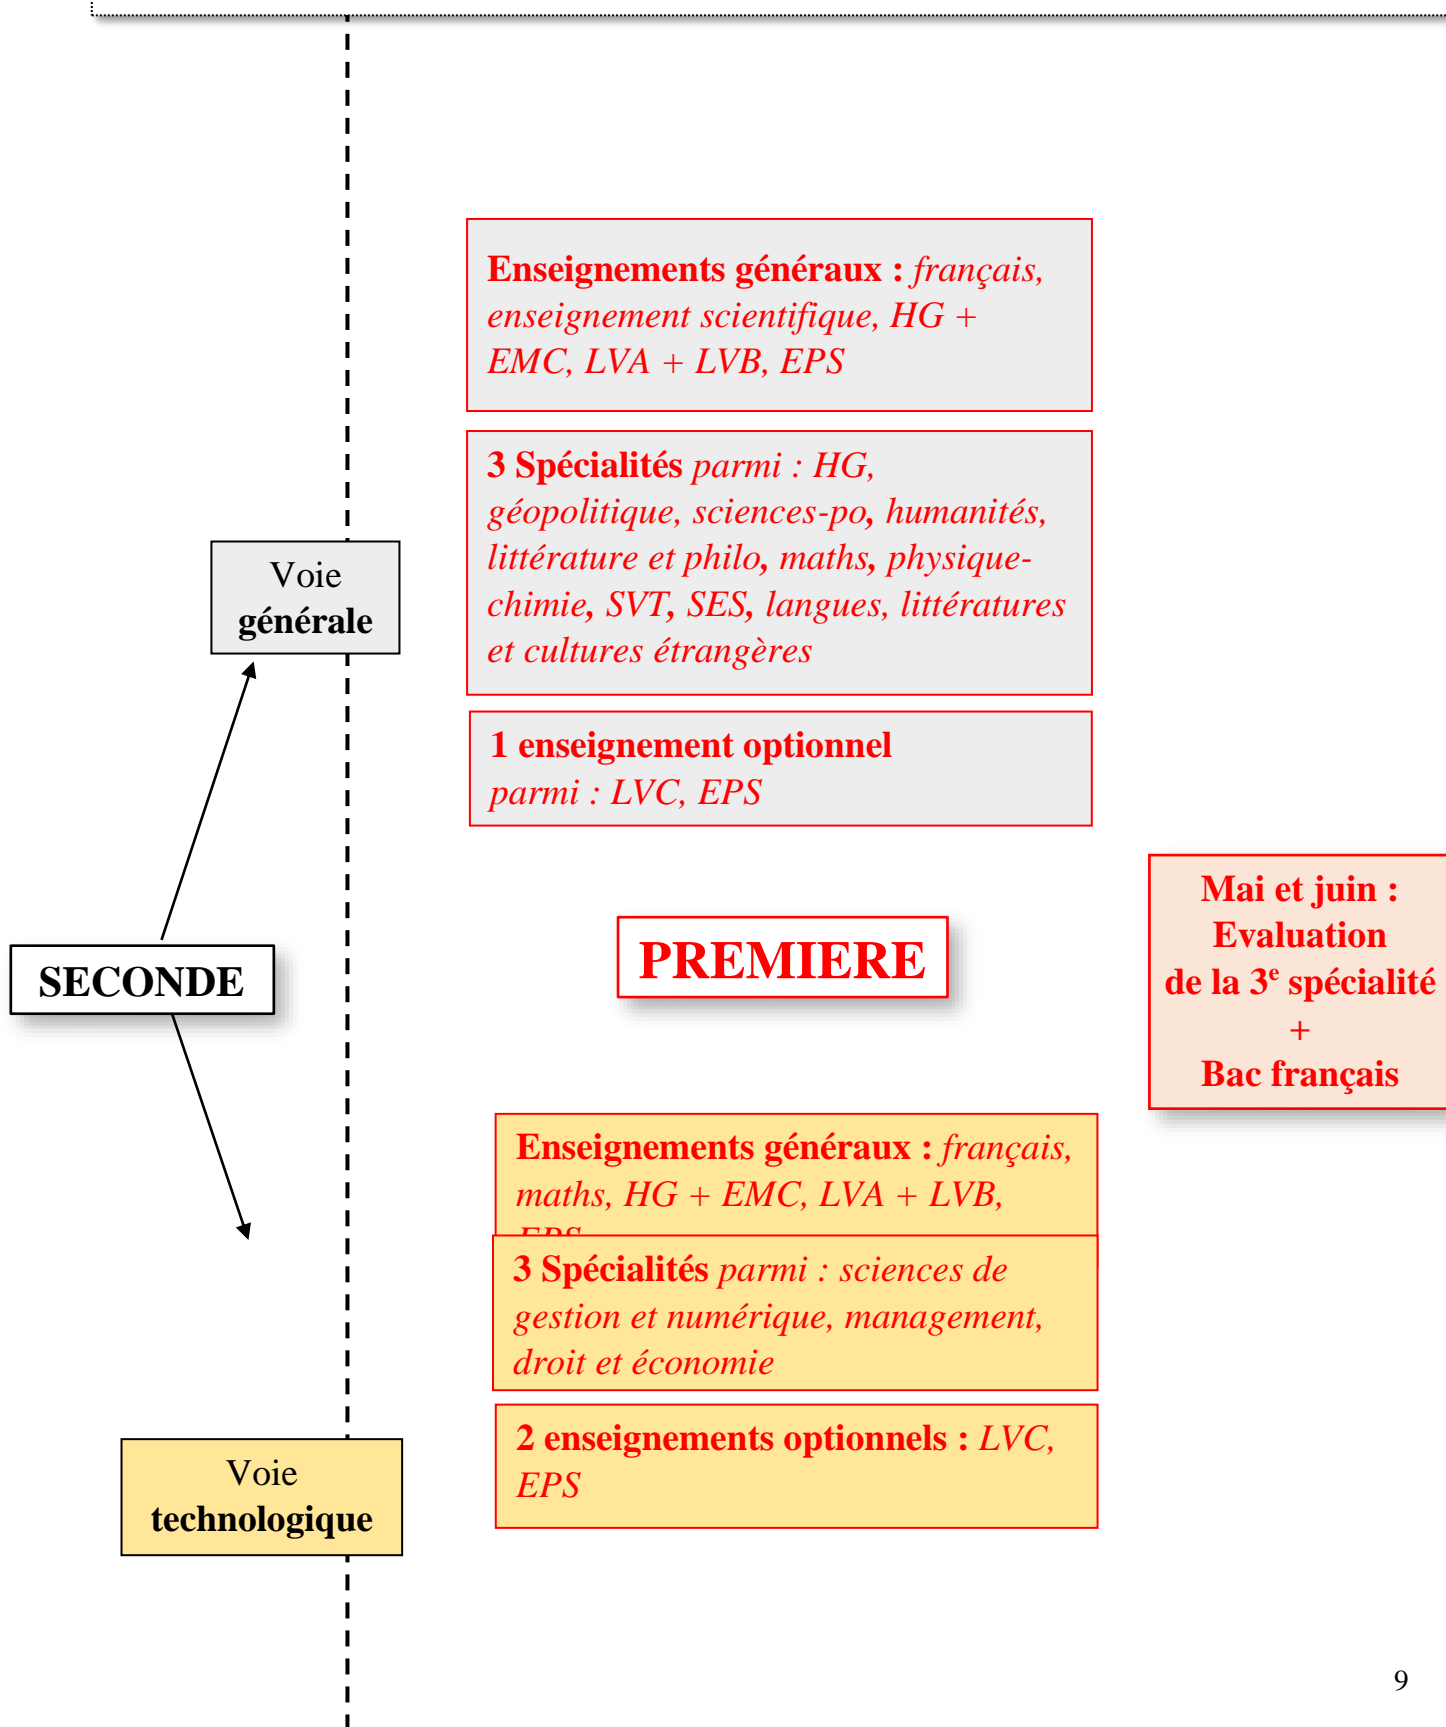 Enseignements généraux : français,
enseignement scientifique, HG +
EMC, LVA + LVB, EPS
3 Spécialités parmi : HG,
géopolitique, sciences-po, humanités,
littérature et philo, maths, physique-
chimie, SVT, SES, langues, littératures
et cultures étrangères
Voie
générale
1 enseignement optionnel
parmi : LVC, EPS
SECONDE
PREMIERE
Mai et juin :
Evaluation
de la 3e spécialité
+
Bac français
Enseignements généraux : français,
maths, HG + EMC, LVA + LVB,
EPS
3 Spécialités parmi : sciences de
gestion et numérique, management,
droit et économie
2 enseignements optionnels : LVC,
EPS
Voie
technologique
9